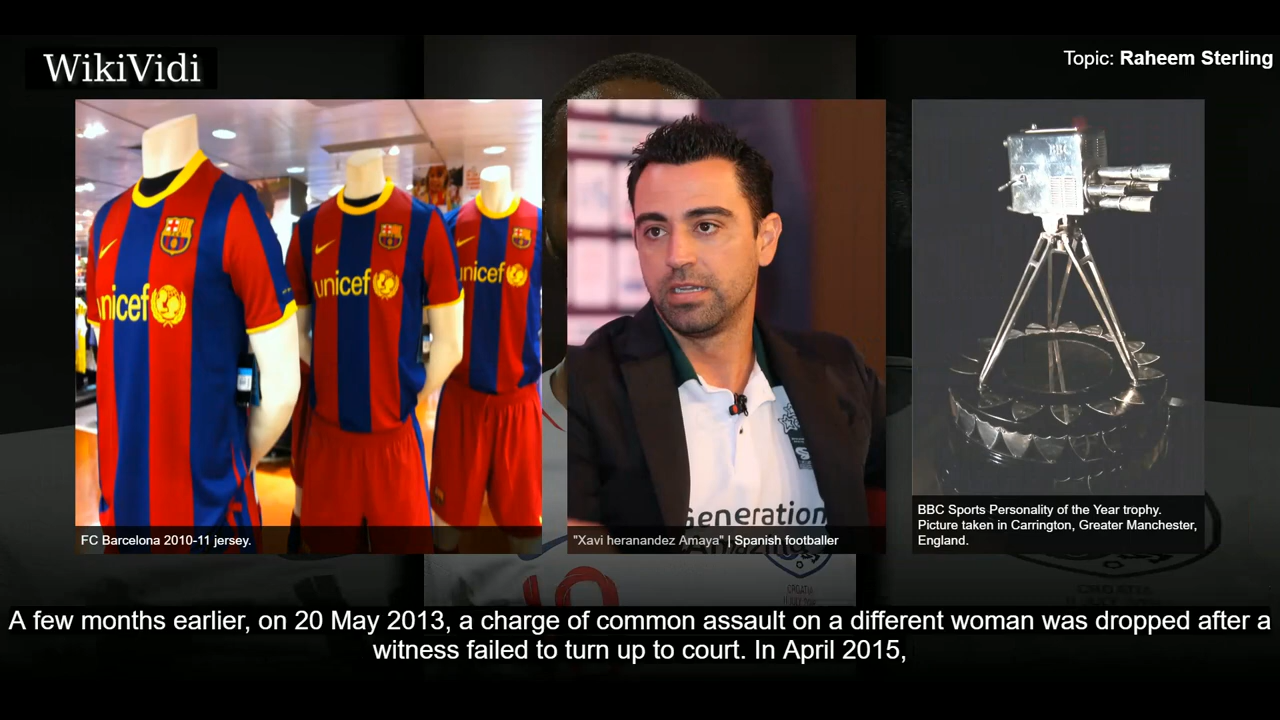 WikiVidi
Topic: Raheem Sterling
unicef
unicef
unicef
BBC
Generation
Amazing
CROATIA
FC Barcelona 2010-11 jersey.
"Xavi heranandez Amaya" | Spanish footballer
BBC Sports Personality of the Year trophy.
Picture taken in Carrington, Greater Manchester,
England.
A few months earlier, on 20 May 2013, a charge of common assault on a different woman was dropped after a
witness failed to turn up to court. In April 2015,